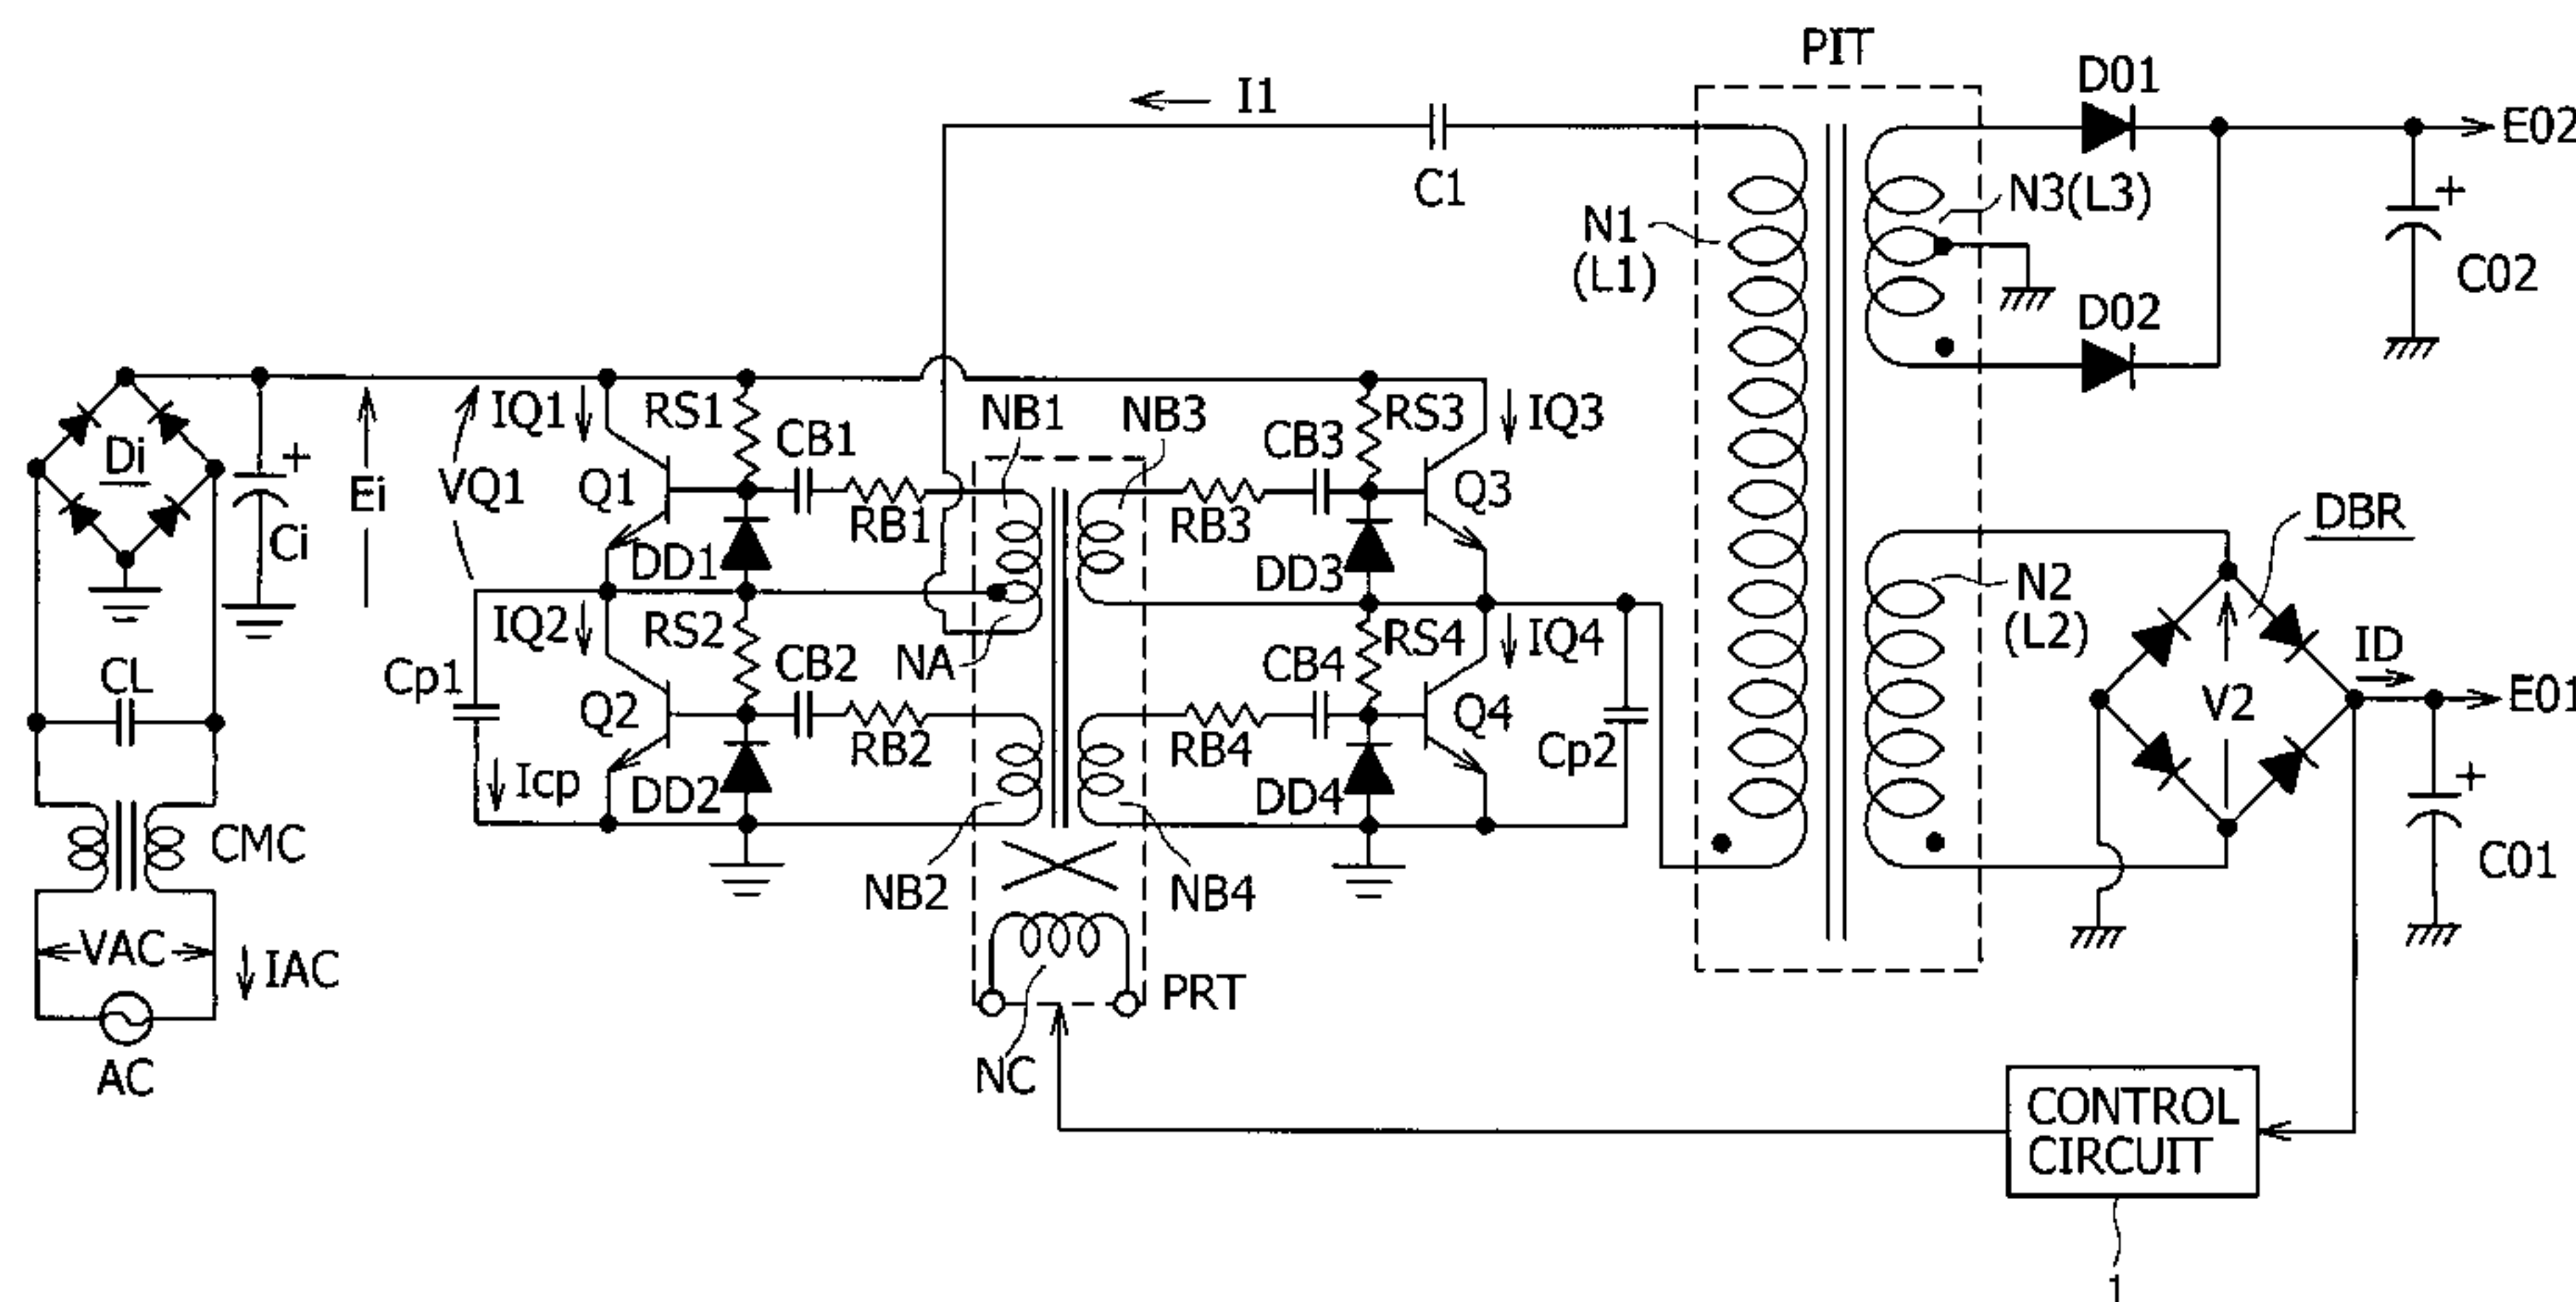 PIT
D01
I1
E02
C1
N1
(L1)
N3(L3)
+
C02
D02
IQ1
RS1
CB1
NB1
NB3
CB3
RS3
IQ3
Di
+
Ei
VQ1
Q1
RB1
RB3
Q3
Ci
DD1
DD3
DBR
N2
(L2)
IQ2
RS2
CB2
NA
CB4
RS4
IQ4
ID
CL
Cp1
Q2
RB2
RB4
Q4
Cp2
V2
E01
Icp
DD2
DD4
+
CMC
NB2
NB4
C01
VAC
IAC
PRT
AC
NC
CONTROL
CIRCUIT
1